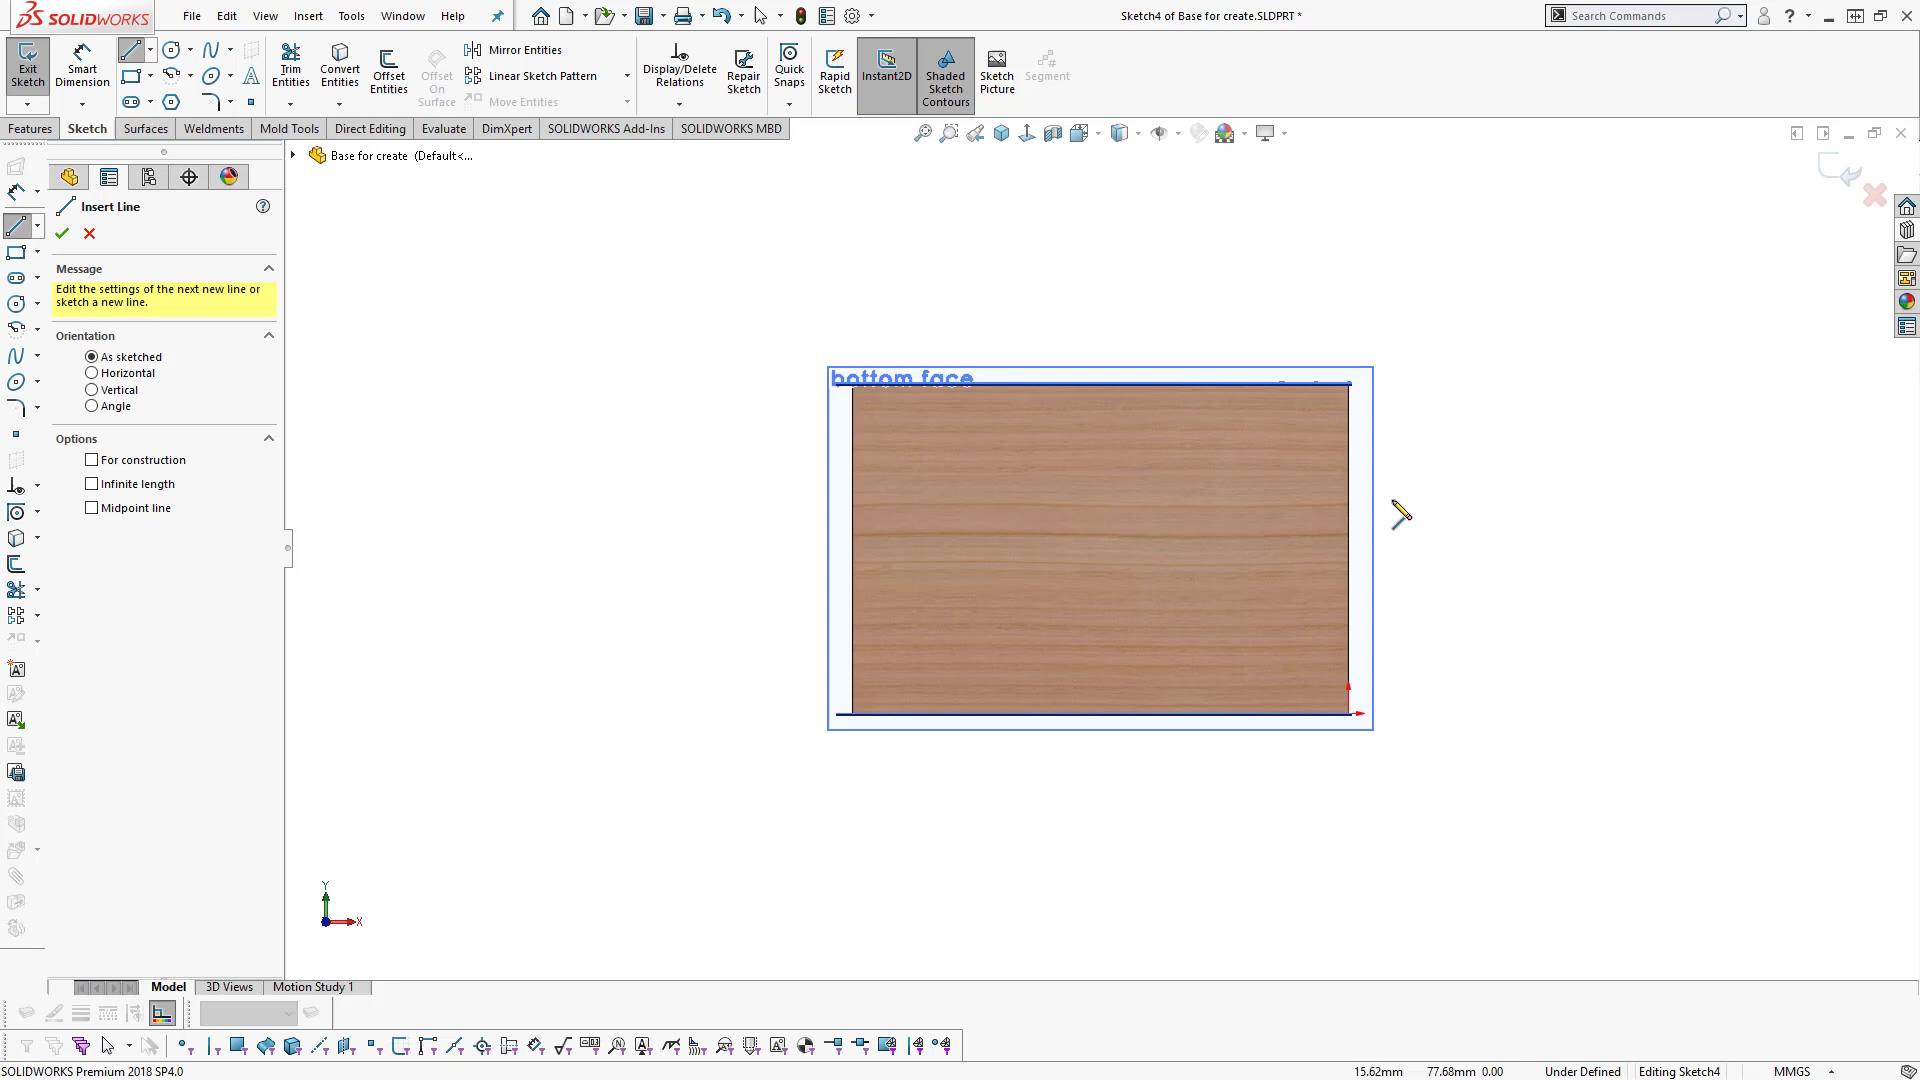 SOLIDWORKS
File Edit View Insert Tools Window Help
Sketch4 of Base for create.SLDPRT *
Search Commands
Exit Sketch
Smart Dimension
Trim Entities
Convert Entities
Offset Entities
Offset On Surface
Mirror Entities
Linear Sketch Pattern
Move Entities
Display/Delete Relations
Repair Sketch
Quick Snaps
Rapid Sketch
Instant2D
Shaded Sketch Contours
Sketch Picture
Segment
Features Sketch Surfaces Weldments Mold Tools Direct Editing Evaluate DimXpert SOLIDWORKS Add-Ins SOLIDWORKS MBD
Base for create (Default<...
Insert Line
Message
Edit the settings of the next new line or
sketch a new line.
Orientation
As sketched
Horizontal
Vertical
Angle
Options
For construction
Infinite length
Midpoint line
bottom face
Y
X
Model 3D Views Motion Study 1
SOLIDWORKS Premium 2018 SP4.0
15.62mm 77.68mm 0.00 Under Defined Editing Sketch4 MMGS